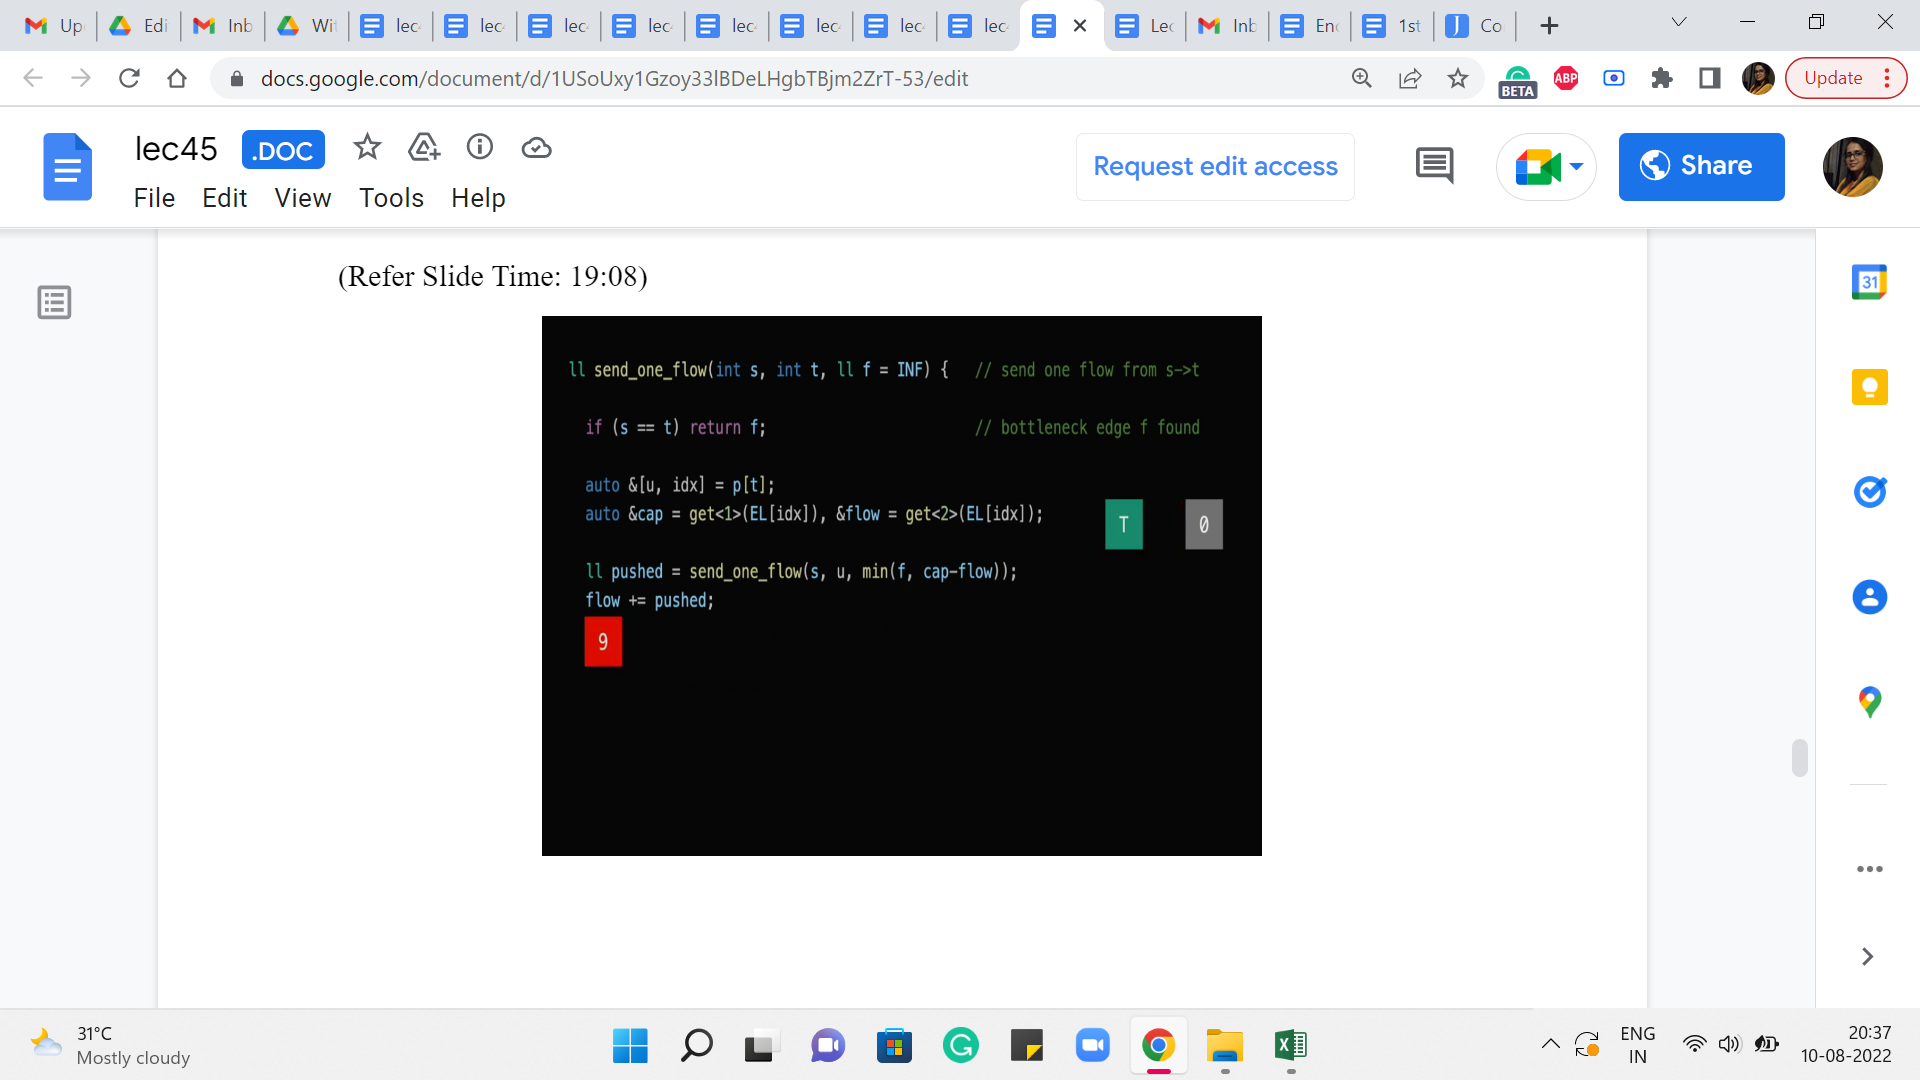 Up
Edi
Inb
Wi
lec
lec
lec
lec
lec
lec
lec
lec
Lec
Inb
En
1st
Co
docs.google.com/document/d/1USoUxy1Gzoy33lBDeLHgbTBjm2ZrT-53/edit
BETA
ABP
Update
lec45
.DOC
File Edit View Tools Help
Request edit access
Share
(Refer Slide Time: 19:08)
ll send_one_flow(int s, int t, ll f = INF) { // send one flow from s->t
if (s == t) return f; // bottleneck edge f found
auto &[u, idx] = p[t];
auto &cap = get<1>(EL[idx]), &flow = get<2>(EL[idx]);
T 0
ll pushed = send_one_flow(s, u, min(f, cap-flow));
flow += pushed;
9
31
31°C
Mostly cloudy
ENG
IN
20:37
10-08-2022